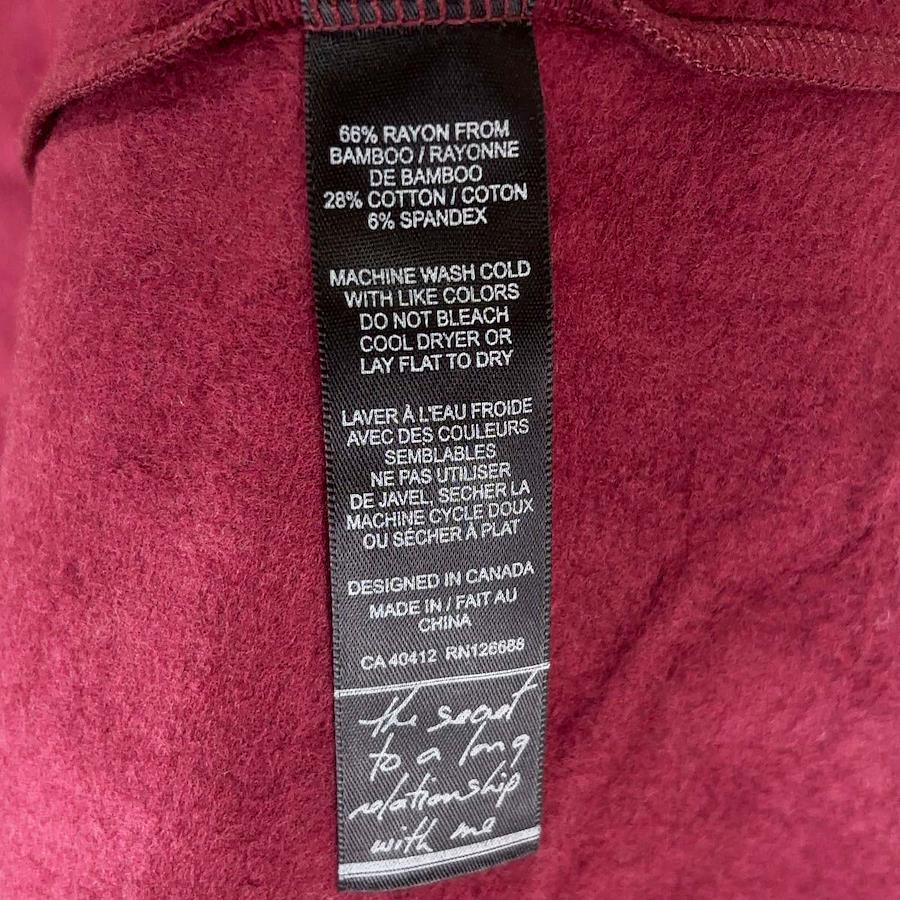 66% RAYON FROM
BAMBOO / RAYONNE
DE BAMBOO
28% COTTON / COTON
6% SPANDEX
MACHINE WASH COLD
WITH LIKE COLORS
DO NOT BLEACH
COOL DRYER OR
LAY FLAT TO DRY
LAVER À L'EAU FROIDE
AVEC DES COULEURS
SEMBLABLES
NE PAS UTILISER
DE JAVEL, SECHER LA
MACHINE CYCLE DOUX
OU SÉCHER À PLAT
DESIGNED IN CANADA
MADE IN / FAIT AU
CHINA
CA 40412 RN126688
the secret
to a long
relationship
with me